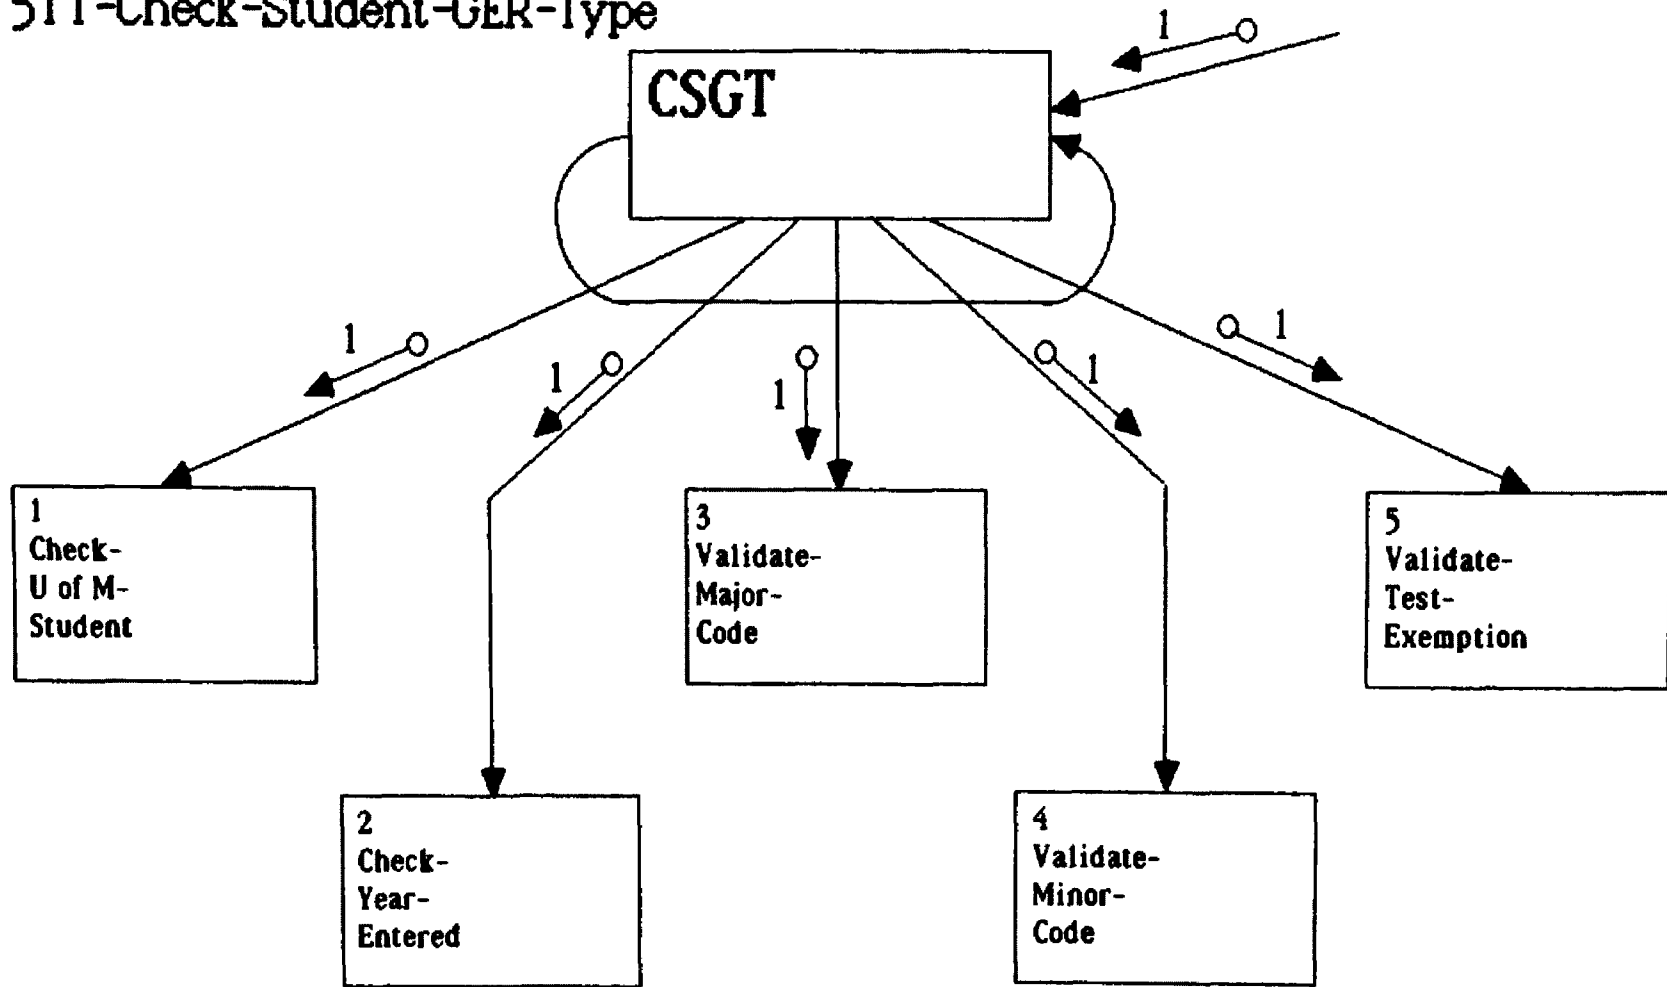 511-Check-Student-GER-Type
1
CSGT
1
1
1
1
1
1
Check-
U of M-
Student
2
Check-
Year-
Entered
3
Validate-
Major-
Code
4
Validate-
Minor-
Code
5
Validate-
Test-
Exemption